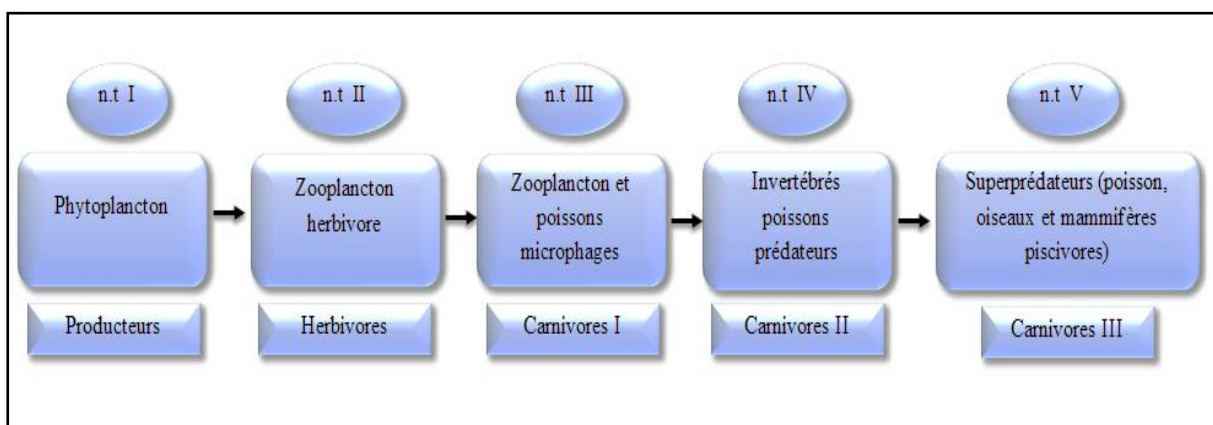 n.t I
n.t II
n.t III
n.t IV
n.t V
Phytoplancton
Zooplancton
herbivore
Zooplancton et
poissons
microphages
Invertébrés
poissons
prédateurs
Superprédateurs (poisson,
oiseaux et mammifères
piscivores)
Producteurs
Herbivores
Carnivores I
Carnivores II
Carnivores III